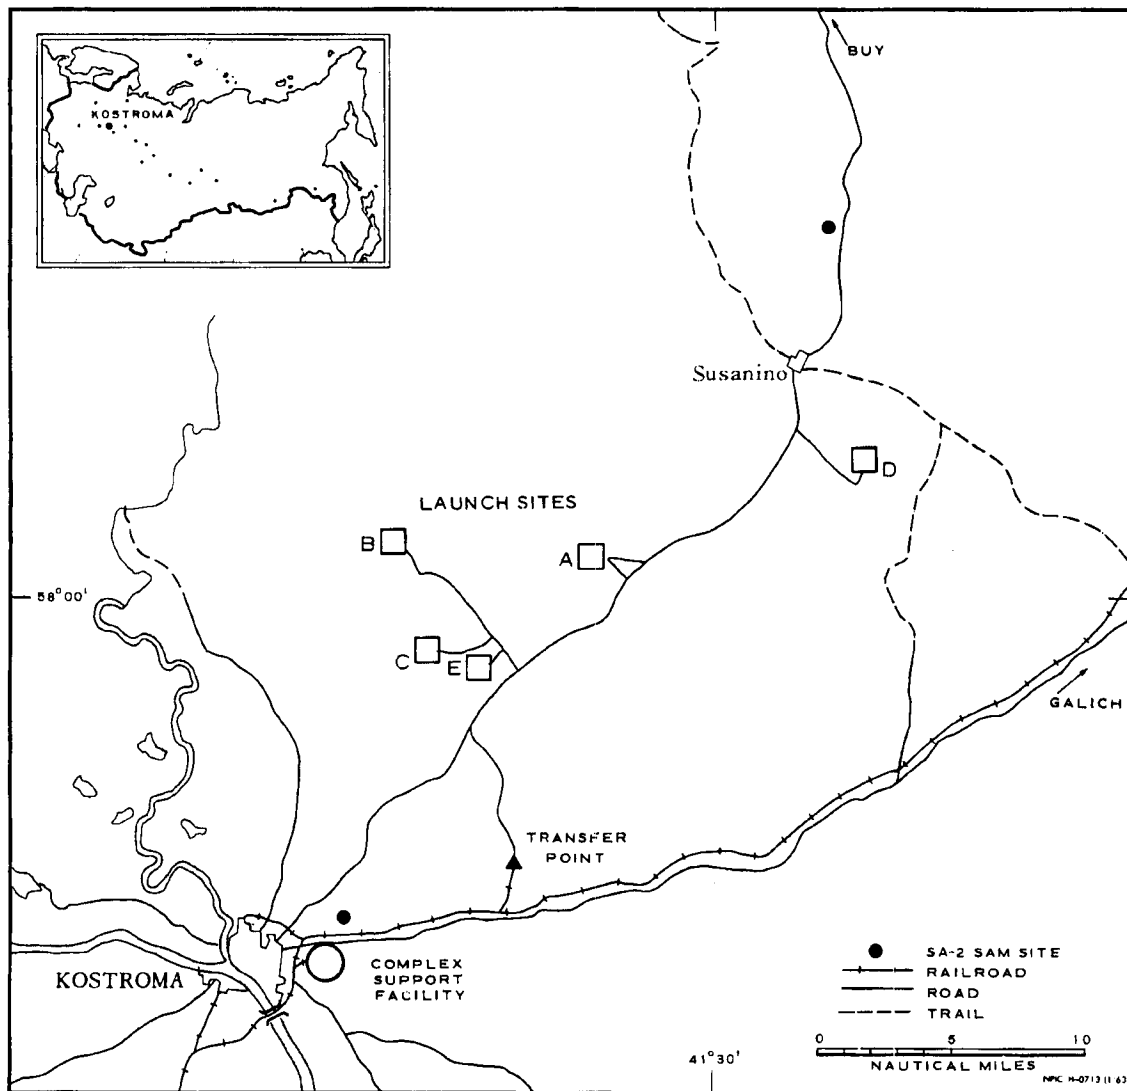 BUY
KOSTROMA
Susanino
D
LAUNCH SITES
B
A
58°00'
C
E
GALICH
TRANSFER
POINT
KOSTROMA
COMPLEX
SUPPORT
FACILITY
SA-2 SAM SITE
RAILROAD
ROAD
TRAIL
41°30'
0 5 10
NAUTICAL MILES